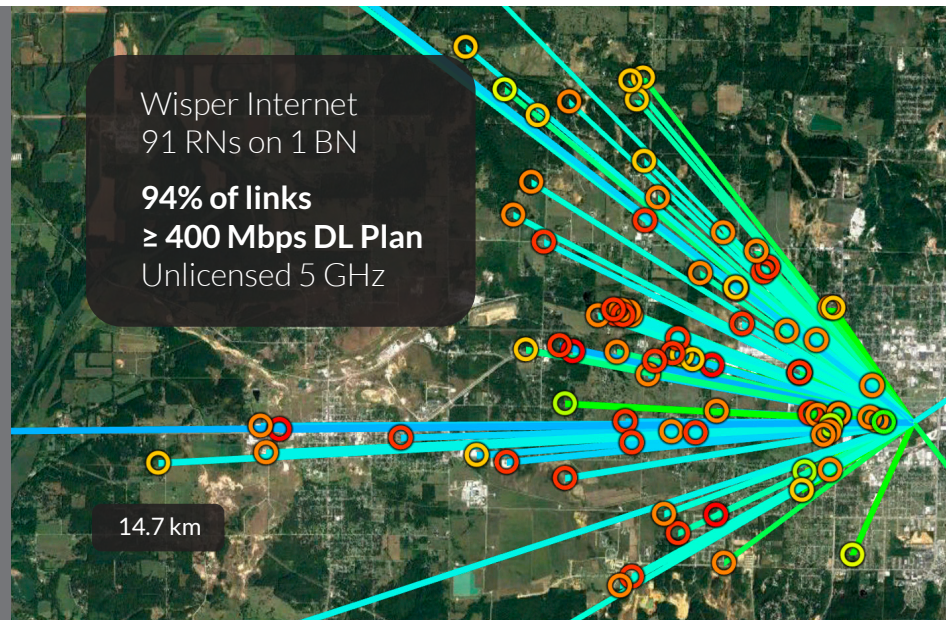 Wisper Internet
91 RNs on 1 BN
94% of links
≥ 400 Mbps DL Plan
Unlicensed 5 GHz
14.7 km